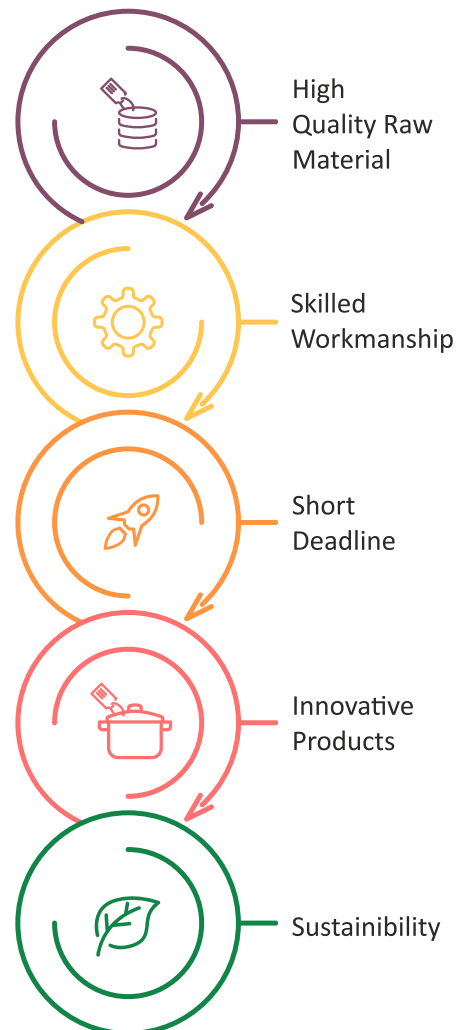 High
Quality Raw
Material
Skilled
Workmanship
Short
Deadline
Innovative
Products
Sustainibility